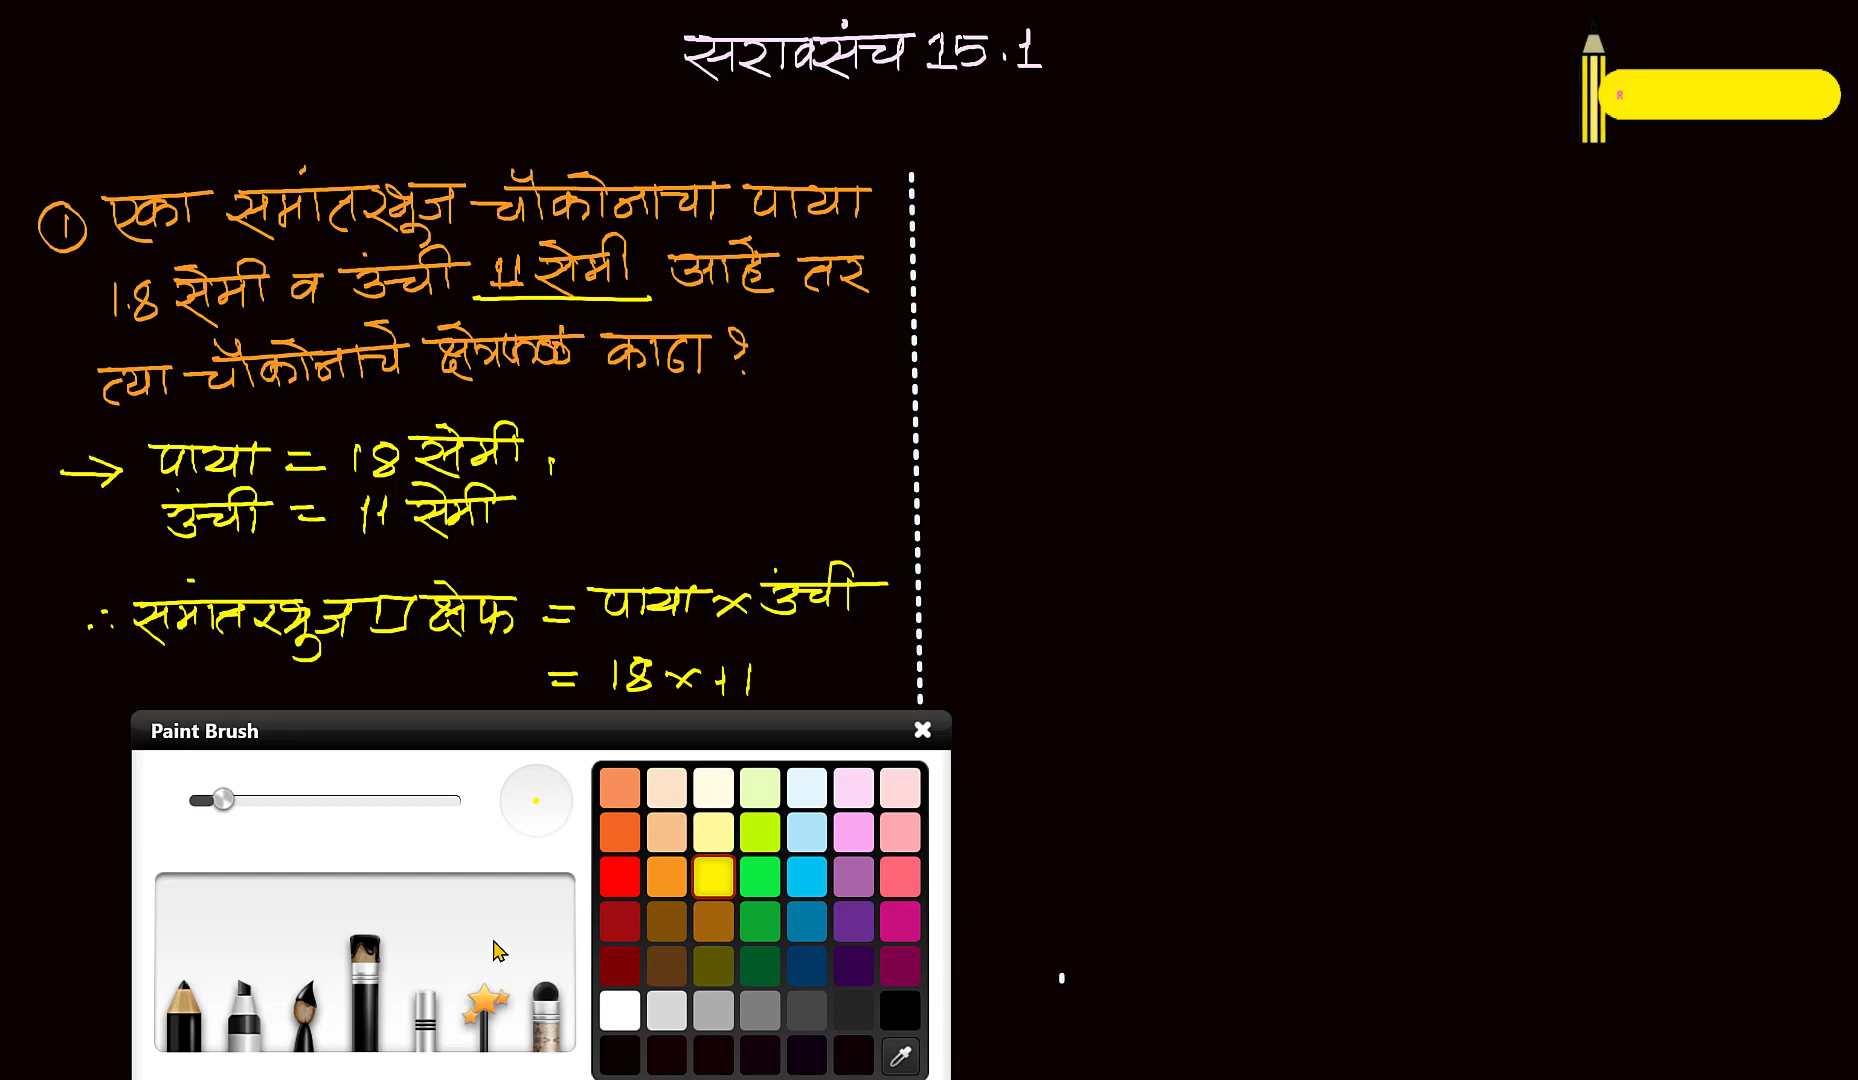 सरावसंच 15.1
R
① एका समांतरभुज चौकोनाचा पाया
18 सेमी व उंची 11 सेमी आहे तर
त्या चौकोनाचे क्षेत्रफळ काढा ?
→ पाया = 18 सेमी.
उंची = 11 सेमी
∴ समांतरभुज ▱ क्षेफ = पाया × उंची
= 18 × 11
Paint Brush